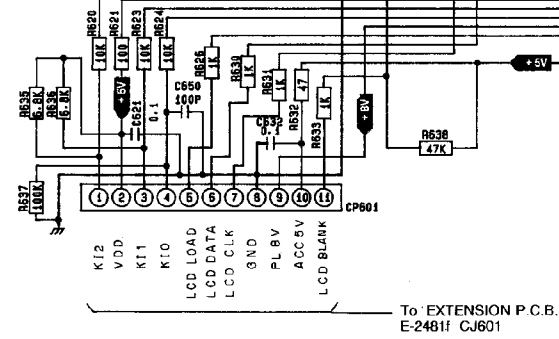 R620
R621
R623
R624
10K
100
10K
10K
R626
1K
R630
1K
R631
1K
47
R632
1K
R633
+5V
+8V
+5V
C650
100P
C621
0.1
C632
0.1
R635
6.8K
R636
6.8K
R637
100K
R638
47K
1 2 3 4 5 6 7 8 9 10 11
CP601
KI2
VDD
KI1
KI0
LCD LOAD
LCD DATA
LCD CLK
GND
PL 8V
ACC5V
LCD BLANK
To EXTENSION P.C.B.
E-2481f CJ601